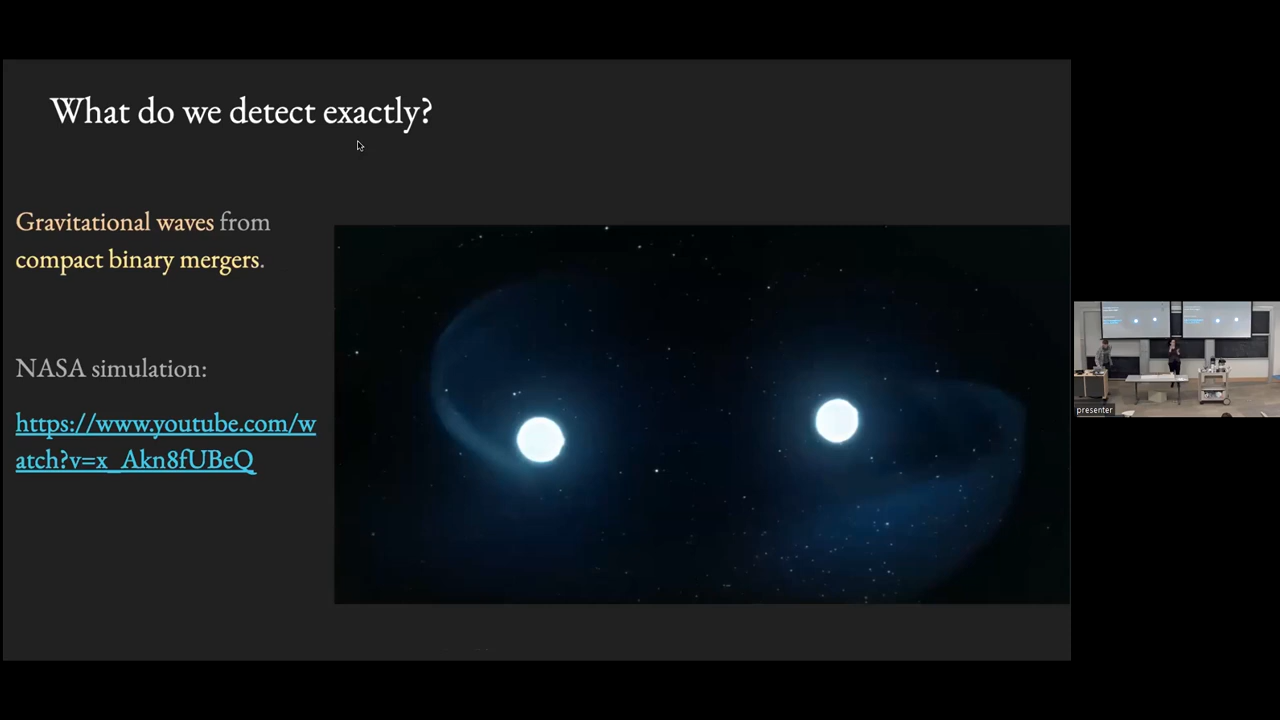 What do we detect exactly?
Gravitational waves from
compact binary mergers.
NASA simulation:
https://www.youtube.com/w
atch?v=x_Akn8fUBeQ
presenter